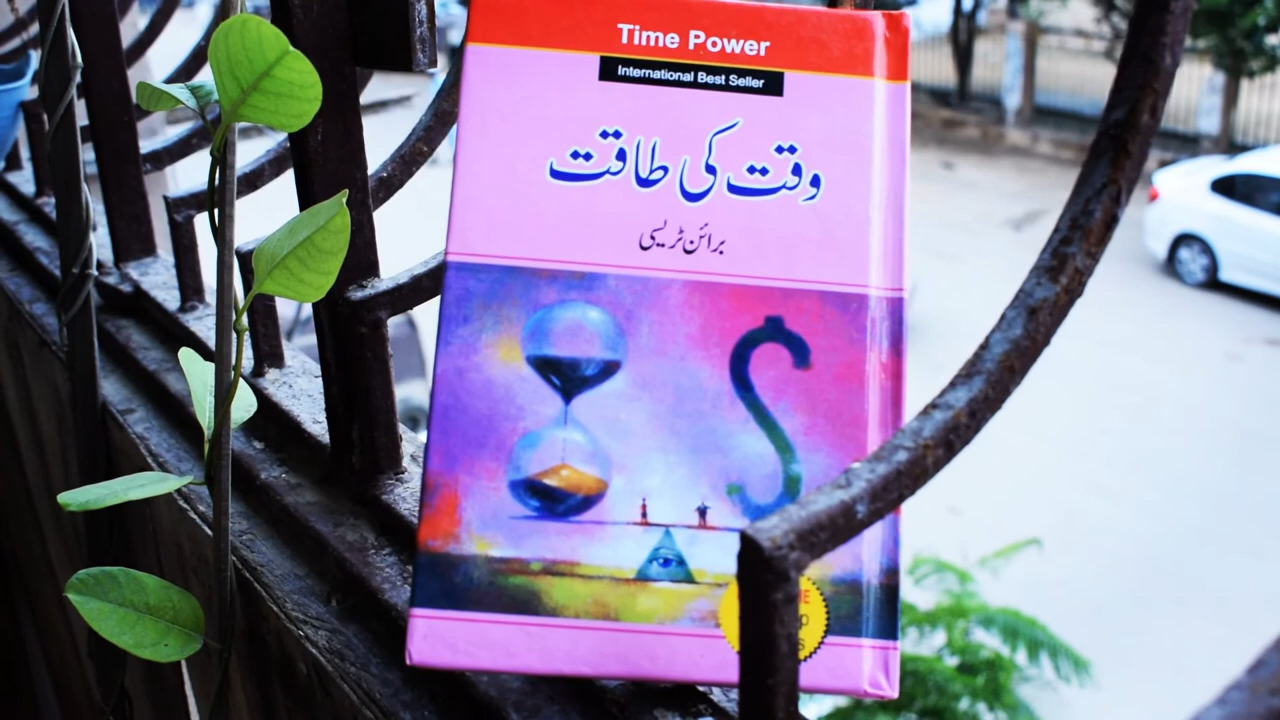 Time Power
International Best Seller
وقت کی طاقت
برائن ٹریسی